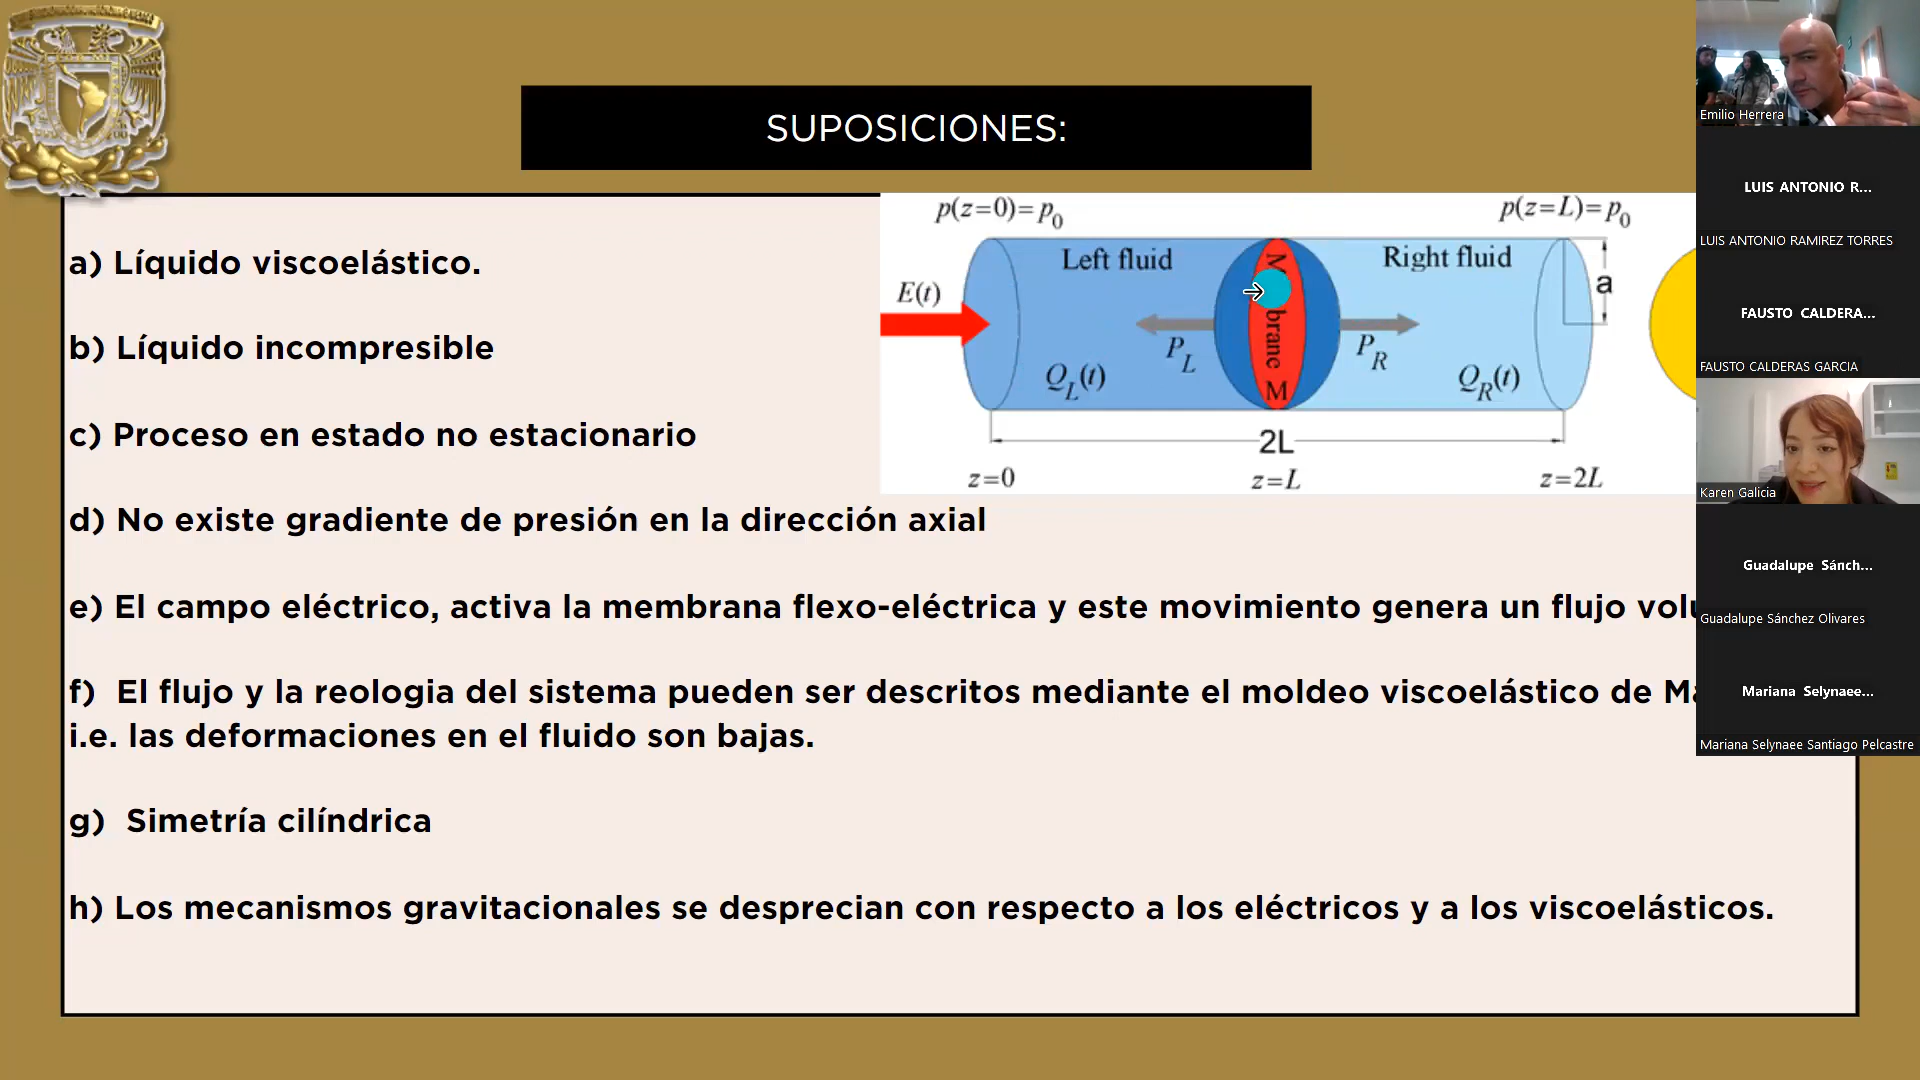 SUPOSICIONES:
p(z=0)=p0
p(z=L)=p0
Left fluid
Right fluid
E(t)
a
PL
PR
QL(t)
QR(t)
M
brane M
2L
z=0
z=L
z=2L
a) Líquido viscoelástico.
b) Líquido incompresible
c) Proceso en estado no estacionario
d) No existe gradiente de presión en la dirección axial
e) El campo eléctrico, activa la membrana flexo-eléctrica y este movimiento genera un flujo
f) El flujo y la reologia del sistema pueden ser descritos mediante el moldeo viscoelástico de
i.e. las deformaciones en el fluido son bajas.
g) Simetría cilíndrica
h) Los mecanismos gravitacionales se desprecian con respecto a los eléctricos y a los viscoelásticos.
Emilio Herrera
LUIS ANTONIO R...
LUIS ANTONIO RAMIREZ TORRES
FAUSTO CALDERA...
FAUSTO CALDERAS GARCIA
Karen Galicia
Guadalupe Sánch...
Guadalupe Sánchez Olivares
Mariana Selynaee...
Mariana Selynaee Santiago Pelcastre